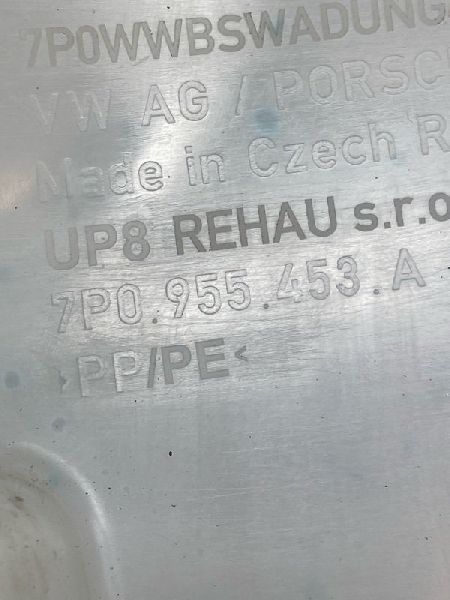 7P0WWBSWADUNG
VW AG / PORSC
Made in Czech R
UP8 REHAU s.r.o
7P0.955.453.A
>PP/PE<